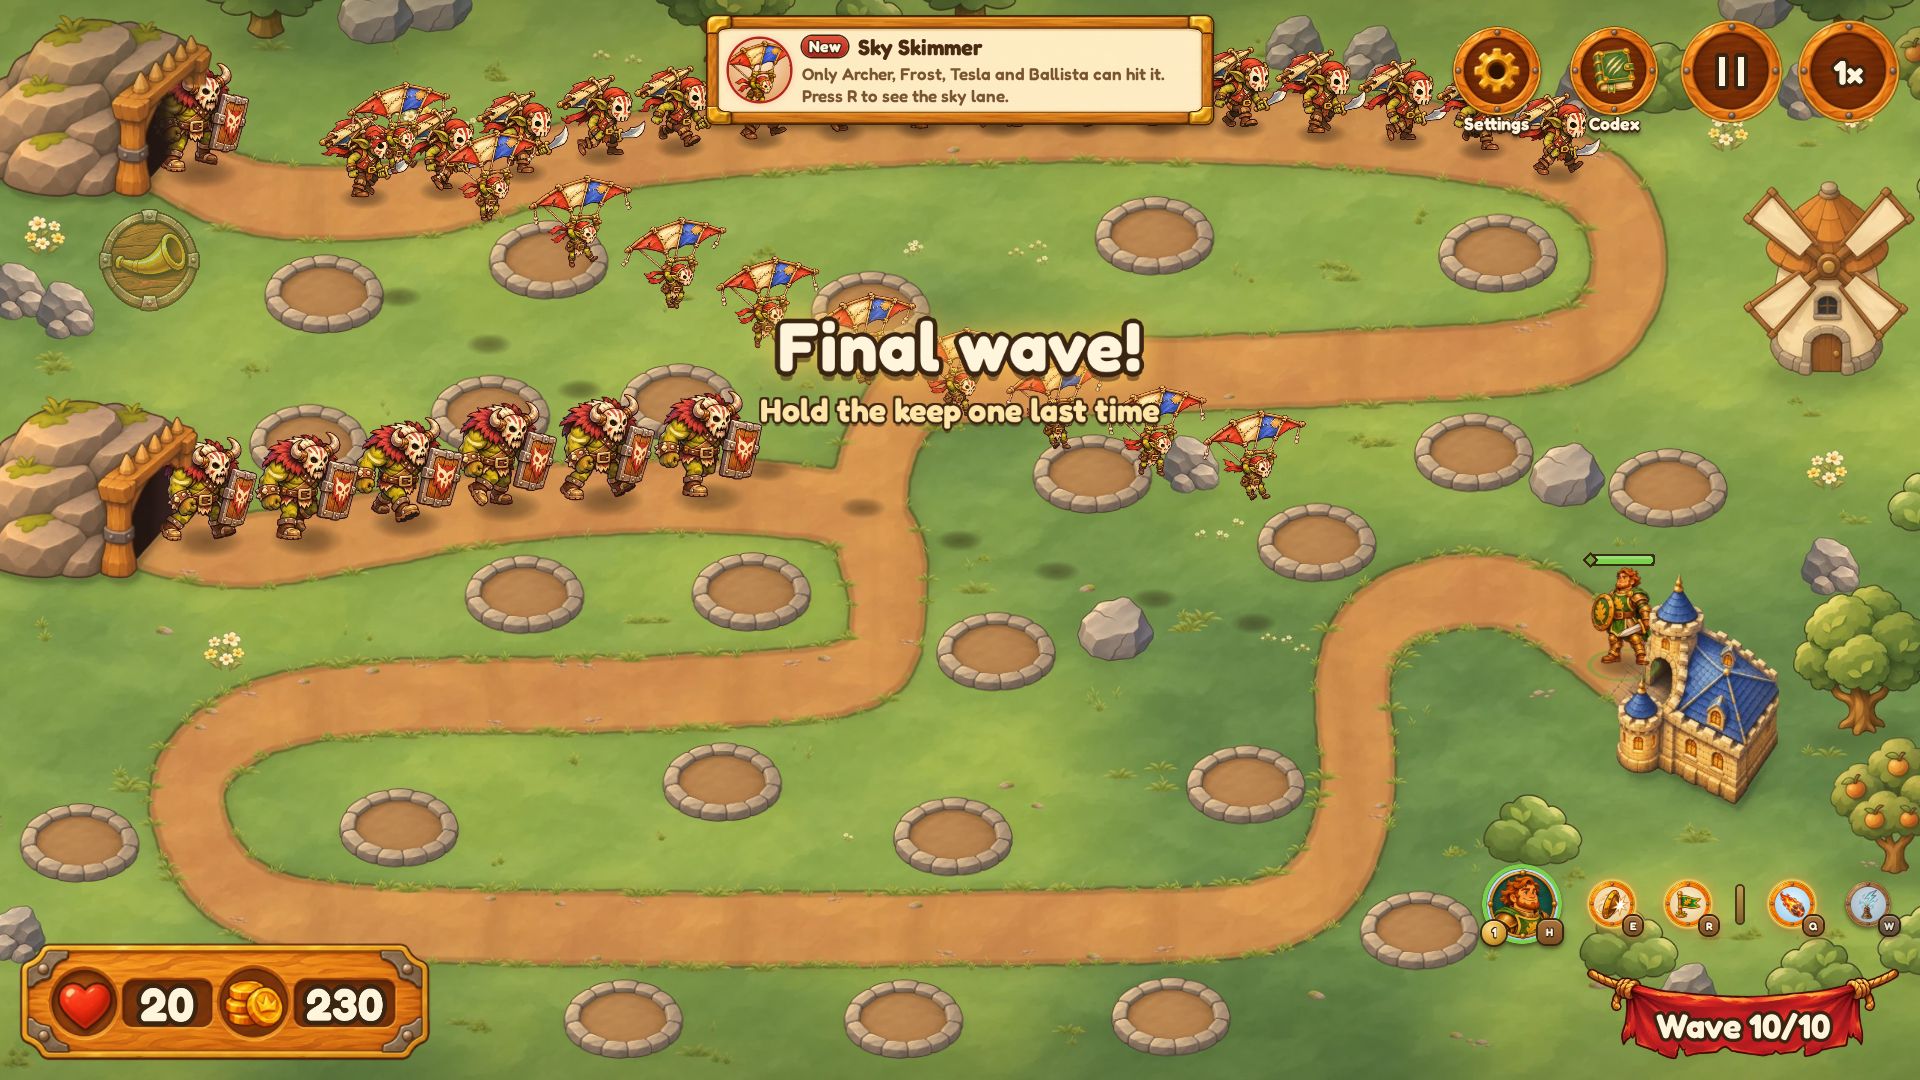 New Sky Skimmer
Only Archer, Frost, Tesla and Ballista can hit it.
Press R to see the sky lane.
1x
Settings
Codex
Final wave!
Hold the keep one last time
1
H
E
R
Q
W
20
230
Wave 10/10